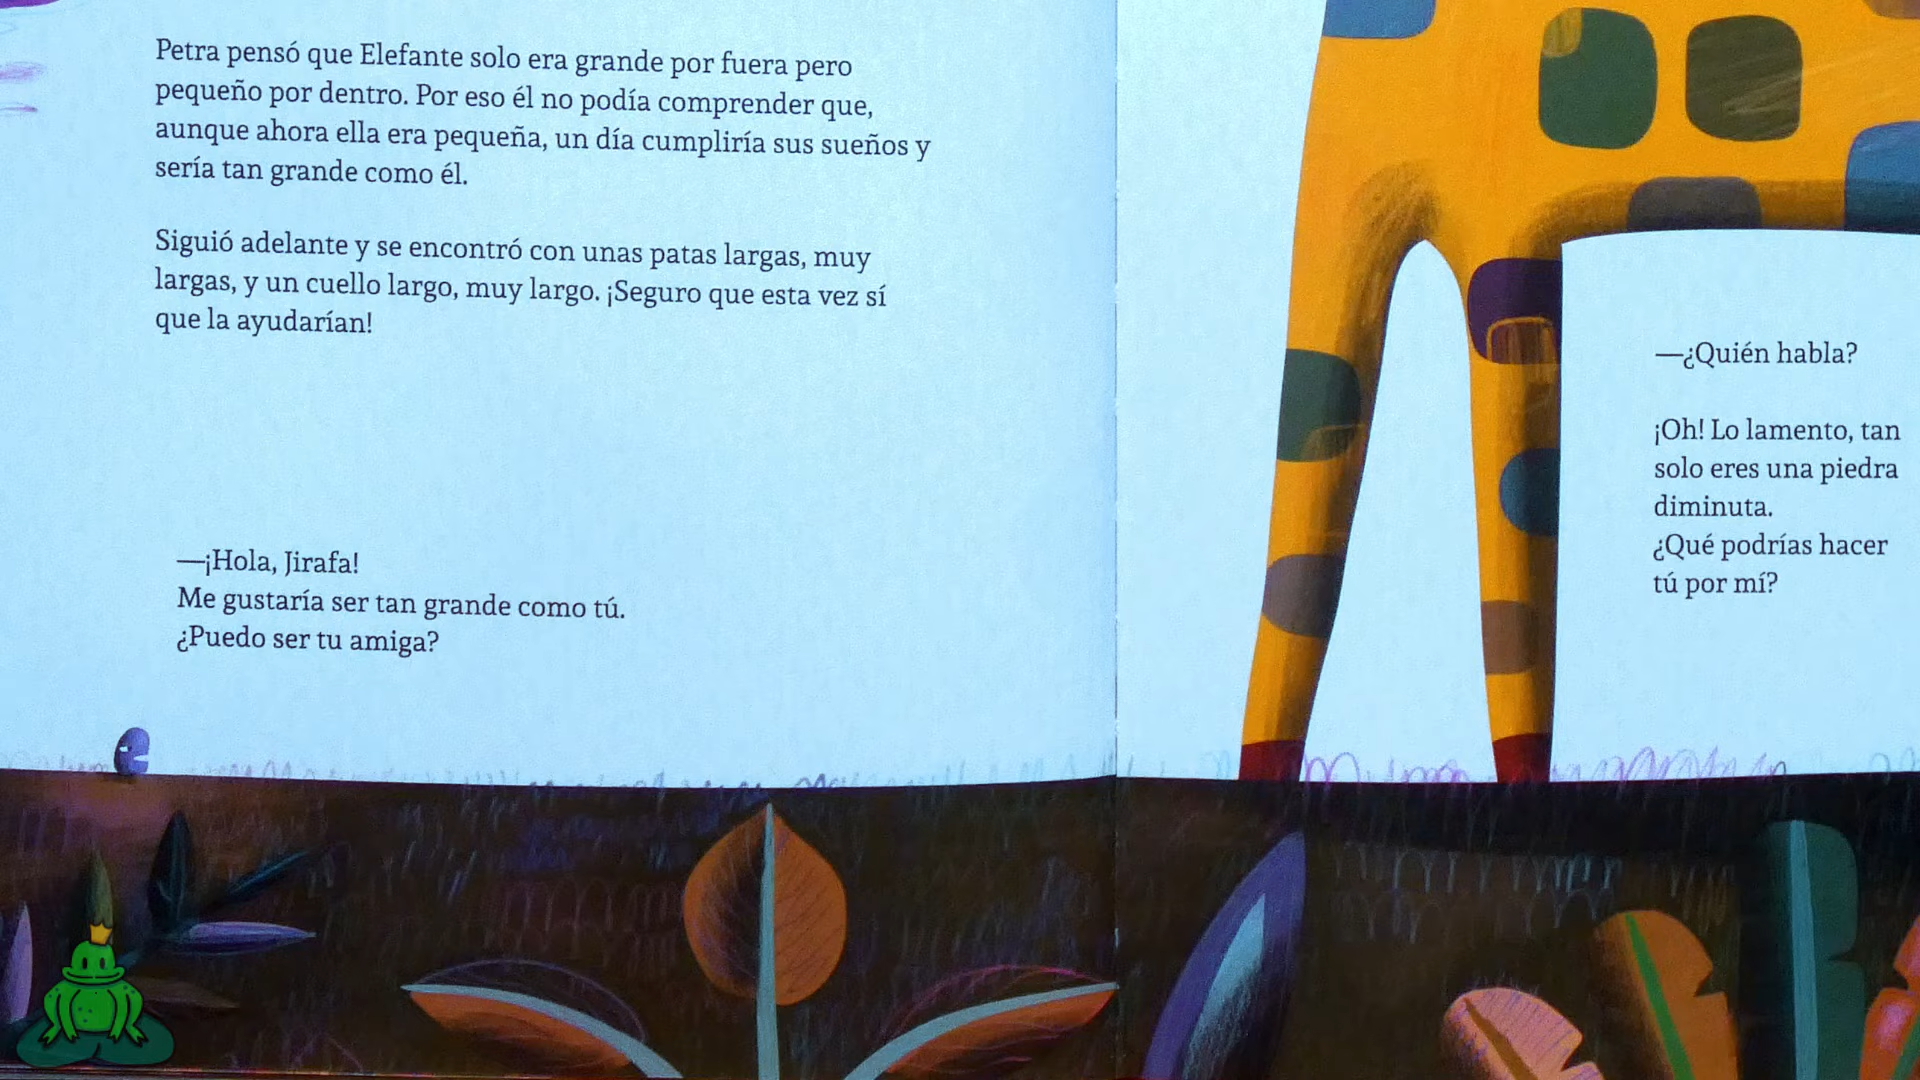 Petra pensó que Elefante solo era grande por fuera pero
pequeño por dentro. Por eso él no podía comprender que,
aunque ahora ella era pequeña, un día cumpliría sus sueños y
sería tan grande como él.
Siguió adelante y se encontró con unas patas largas, muy
largas, y un cuello largo, muy largo. ¡Seguro que esta vez sí
que la ayudarían!
—¡Hola, Jirafa!
Me gustaría ser tan grande como tú.
¿Puedo ser tu amiga?
—¿Quién habla?
¡Oh! Lo lamento, tan
solo eres una piedra
diminuta.
¿Qué podrías hacer
tú por mí?